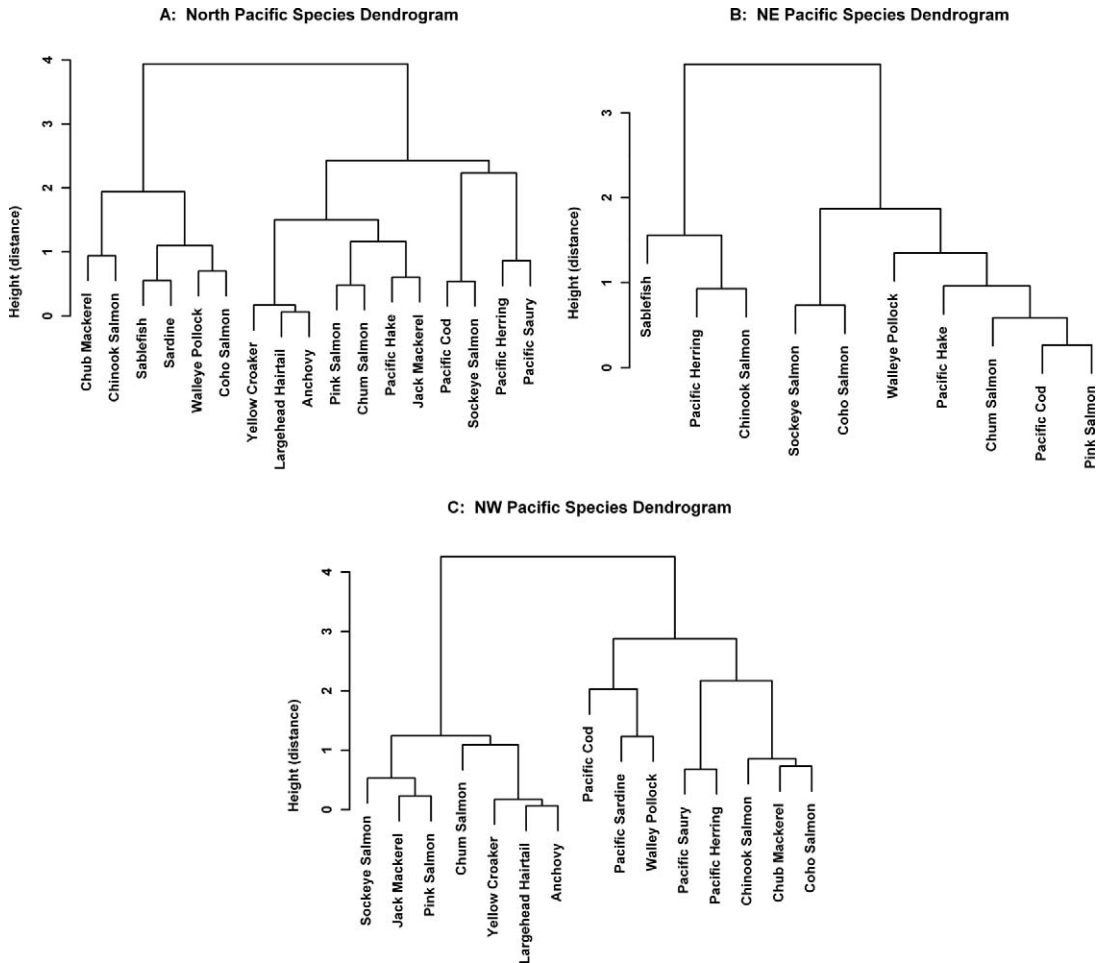 A: North Pacific Species Dendrogram
Height (distance)
4
3
2
1
0
Chub Mackerel
Chinook Salmon
Sablefish
Sardine
Walleye Pollock
Coho Salmon
Yellow Croaker
Largehead Hairtail
Anchovy
Pink Salmon
Chum Salmon
Pacific Hake
Jack Mackerel
Pacific Cod
Sockeye Salmon
Pacific Herring
Pacific Saury
B: NE Pacific Species Dendrogram
Height (distance)
3
2
1
0
Sablefish
Pacific Herring
Chinook Salmon
Sockeye Salmon
Coho Salmon
Walleye Pollock
Pacific Hake
Chum Salmon
Pacific Cod
Pink Salmon
C: NW Pacific Species Dendrogram
Height (distance)
4
3
2
1
0
Sockeye Salmon
Jack Mackerel
Pink Salmon
Chum Salmon
Yellow Croaker
Largehead Hairtail
Anchovy
Pacific Cod
Pacific Sardine
Walley Pollock
Pacific Saury
Pacific Herring
Chinook Salmon
Chub Mackerel
Coho Salmon